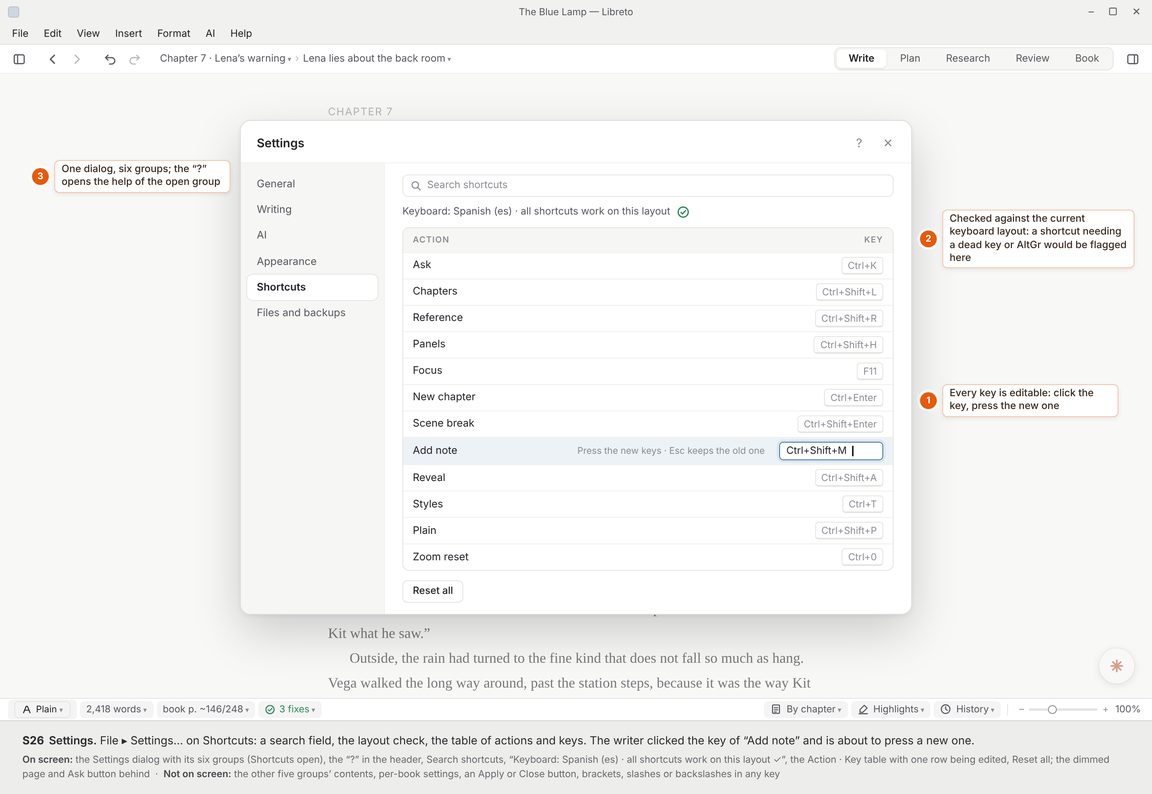 The Blue Lamp — Libreto
File Edit View Insert Format AI Help
Chapter 7 · Lena’s warning ▾ › Lena lies about the back room ▾
Write Plan Research Review Book
CHAPTER 7
Settings ?
3 One dialog, six groups; the “?”
opens the help of the open group
General
Writing
AI
Appearance
Shortcuts
Files and backups
Search shortcuts
Keyboard: Spanish (es) · all shortcuts work on this layout
ACTION KEY
Ask Ctrl+K
Chapters Ctrl+Shift+L
Reference Ctrl+Shift+R
Panels Ctrl+Shift+H
Focus F11
New chapter Ctrl+Enter
Scene break Ctrl+Shift+Enter
Add note Press the new keys · Esc keeps the old one Ctrl+Shift+M
Reveal Ctrl+Shift+A
Styles Ctrl+T
Plain Ctrl+Shift+P
Zoom reset Ctrl+0
Reset all
2 Checked against the current
keyboard layout: a shortcut needing
a dead key or AltGr would be flagged
here
1 Every key is editable: click the
key, press the new one
Kit what he saw.”
Outside, the rain had turned to the fine kind that does not fall so much as hang.
Vega walked the long way around, past the station steps, because it was the way Kit
A Plain ▾ 2,418 words ▾ book p. ~146/248 ▾ 3 fixes ▾ By chapter ▾ Highlights ▾ History ▾ − + 100%
S26 Settings. File ▸ Settings… on Shortcuts: a search field, the layout check, the table of actions and keys. The writer clicked the key of “Add note” and is about to press a new one.
On screen: the Settings dialog with its six groups (Shortcuts open), the “?” in the header, Search shortcuts, “Keyboard: Spanish (es) · all shortcuts work on this layout ✓”, the Action · Key table with one row being edited, Reset all; the dimmed
page and Ask button behind · Not on screen: the other five groups’ contents, per-book settings, an Apply or Close button, brackets, slashes or backslashes in any key